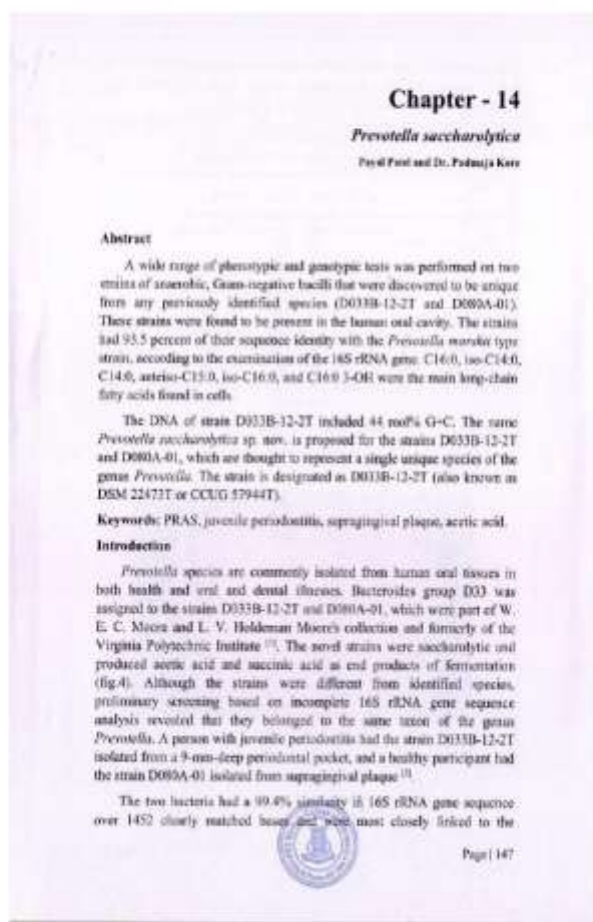 Chapter - 14
Prevotella saccharolytica
Payal Patel and Dr. Padmaja Kore
Abstract
A wide range of phenotypic and genotypic tests was performed on two
strains of anaerobic, Gram-negative bacilli that were discovered to be unique
from any previously identified species (D033B-12-2T and D080A-01).
These strains were found to be present in the human oral cavity. The strains
had 93.5 percent of their sequence identity with the Prevotella marshii type
strain, according to the examination of the 16S rRNA gene. C16:0, iso-C14:0,
C14:0, anteiso-C15:0, iso-C16:0, and C16:0 3-OH were the main long-chain
fatty acids found in cells.
The DNA of strain D033B-12-2T included 44 mol% G+C. The name
Prevotella saccharolytica sp. nov. is proposed for the strains D033B-12-2T
and D080A-01, which are thought to represent a single unique species of the
genus Prevotella. The strain is designated as D033B-12-2T (also known as
DSM 22473T or CCUG 57944T).
Keywords: PRAS, juvenile periodontitis, supragingival plaque, acetic acid.
Introduction
Prevotella species are commonly isolated from human oral tissues in
both health and oral and dental illnesses. Bacteroides group D33 was
assigned to the strains D033B-12-2T and D080A-01, which were part of W.
E. C. Moore and L. V. Holdeman Moore's collection and formerly of the
Virginia Polytechnic Institute [1]. The novel strains were saccharolytic and
produced acetic acid and succinic acid as end products of fermentation
(fig.4). Although the strains were different from identified species,
preliminary screening based on incomplete 16S rRNA gene sequence
analysis revealed that they belonged to the same taxon of the genus
Prevotella. A person with juvenile periodontitis had the strain D033B-12-2T
isolated from a 9-mm-deep periodontal pocket, and a healthy participant had
the strain D080A-01 isolated from supragingival plaque
The two bacteria had a 99.4% similarity in 16S rRNA gene sequence
over 1452 closely matched bases and were most closely linked to the
Page | 147